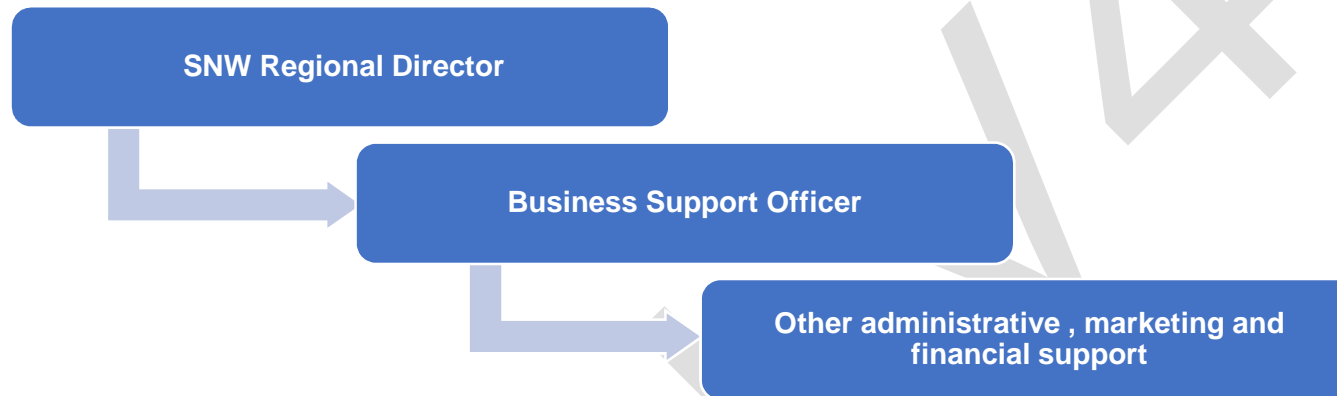 SNW Regional Director
Business Support Officer
Other administrative , marketing and
financial support